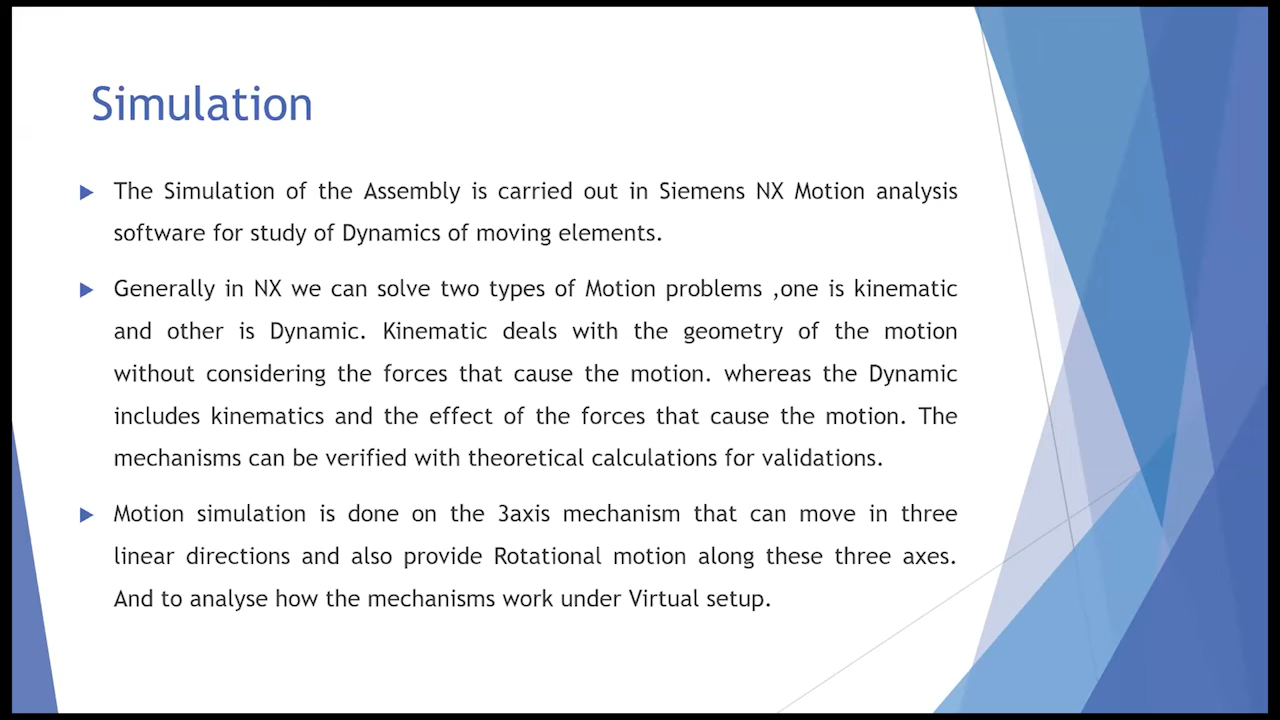 Simulation
The Simulation of the Assembly is carried out in Siemens NX Motion analysis
software for study of Dynamics of moving elements.
Generally in NX we can solve two types of Motion problems ,one is kinematic
and other is Dynamic. Kinematic deals with the geometry of the motion
without considering the forces that cause the motion. whereas the Dynamic
includes kinematics and the effect of the forces that cause the motion. The
mechanisms can be verified with theoretical calculations for validations.
Motion simulation is done on the 3axis mechanism that can move in three
linear directions and also provide Rotational motion along these three axes.
And to analyse how the mechanisms work under Virtual setup.